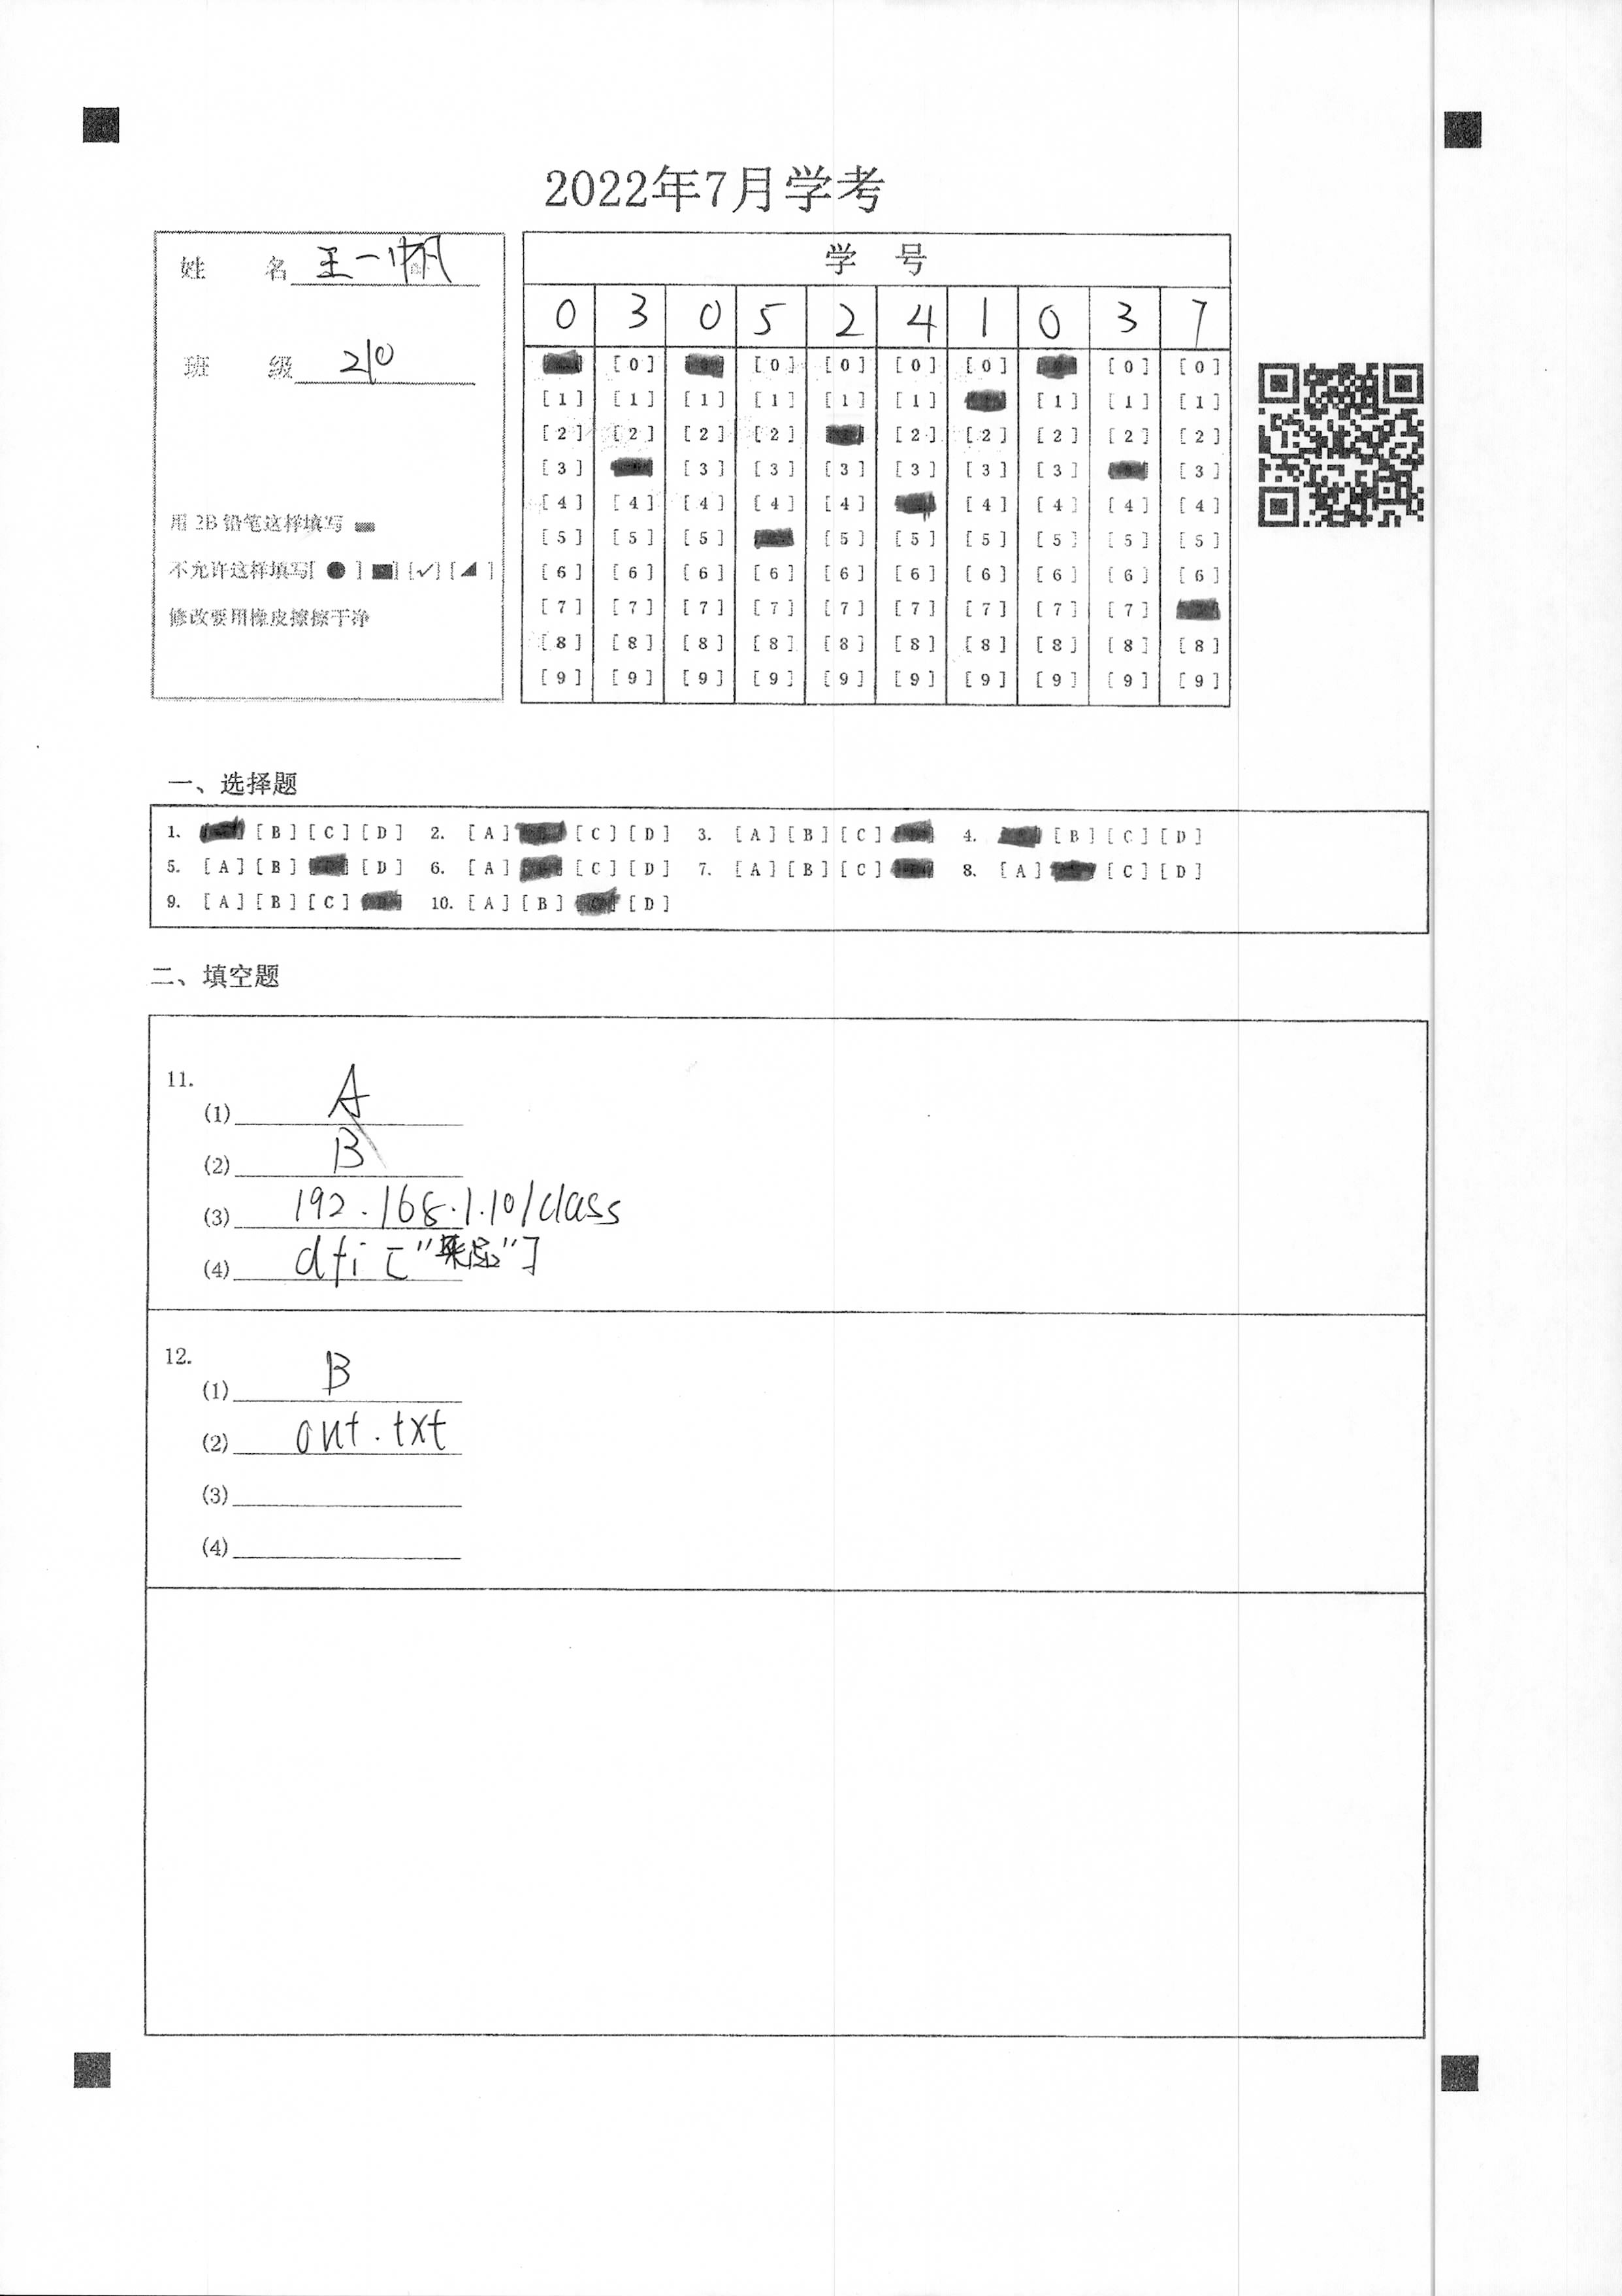 2022年7月学考
姓 名 王一帆
班 级 210
用 2B 铅笔这样填写
不允许这样填写[ ● ] [■] [✓] [◢ ]
修改要用橡皮擦擦干净
学 号
0 3 0 5 2 4 1 0 3 7
[0] [0] [0] [0] [0] [0]
[1] [1] [1] [1] [1] [1] [1] [1] [1]
[2] [2] [2] [2] [2] [2] [2] [2] [2]
[3] [3] [3] [3] [3] [3] [3] [3]
[4] [4] [4] [4] [4] [4] [4] [4] [4]
[5] [5] [5] [5] [5] [5] [5] [5] [5]
[6] [6] [6] [6] [6] [6] [6] [6] [6] [6]
[7] [7] [7] [7] [7] [7] [7] [7] [7]
[8] [8] [8] [8] [8] [8] [8] [8] [8] [8]
[9] [9] [9] [9] [9] [9] [9] [9] [9] [9]
一、选择题
1. [B] [C] [D] 2. [A] [C] [D] 3. [A] [B] [C] 4. [B] [C] [D]
5. [A] [B] [D] 6. [A] [C] [D] 7. [A] [B] [C] 8. [A] [C] [D]
9. [A] [B] [C] 10. [A] [B] [D]
二、填空题
11.
(1) A
(2) B
(3) 192.168.1.10/class
(4) dfi [" "]
12.
(1) B
(2) out.txt
(3)
(4)